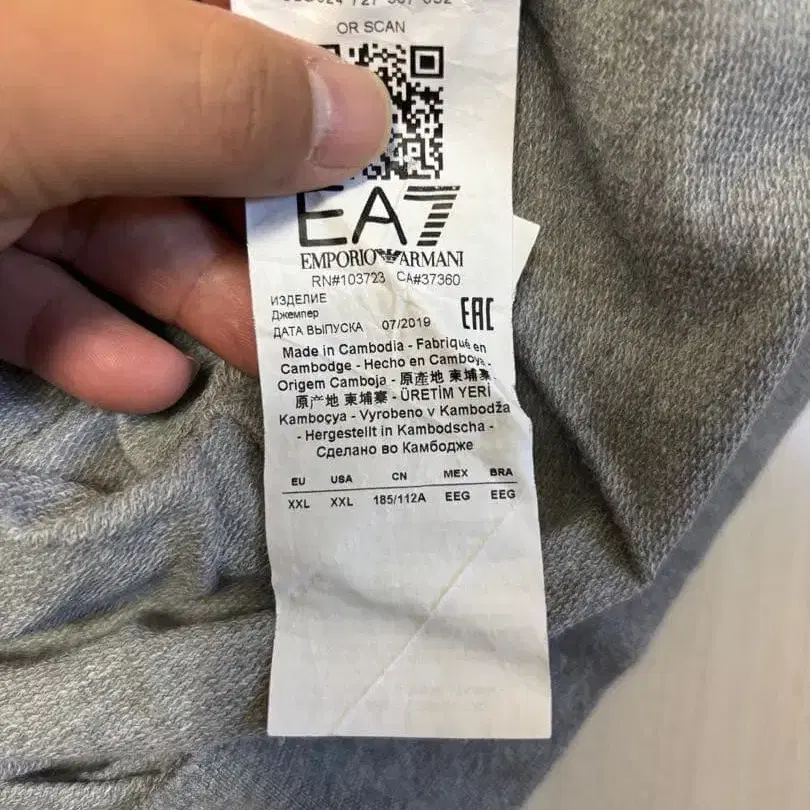 OR SCAN
EA7
EMPORIO ARMANI
RN#103723 CA#37360
ИЗДЕЛИЕ
Джемпер
ДАТА ВЫПУСКА 07/2019 EAC
Made in Cambodia - Fabriqué en
Cambodge - Hecho en Camboya -
Origem Camboja - 原產地 柬埔寨
原产地 柬埔寨 - ÜRETİM YERİ
Kamboçya - Vyrobeno v Kambodža
- Hergestellt in Kambodscha -
Сделано во Камбодже
EU USA CN MEX BRA
XXL XXL 185/112A EEG EEG